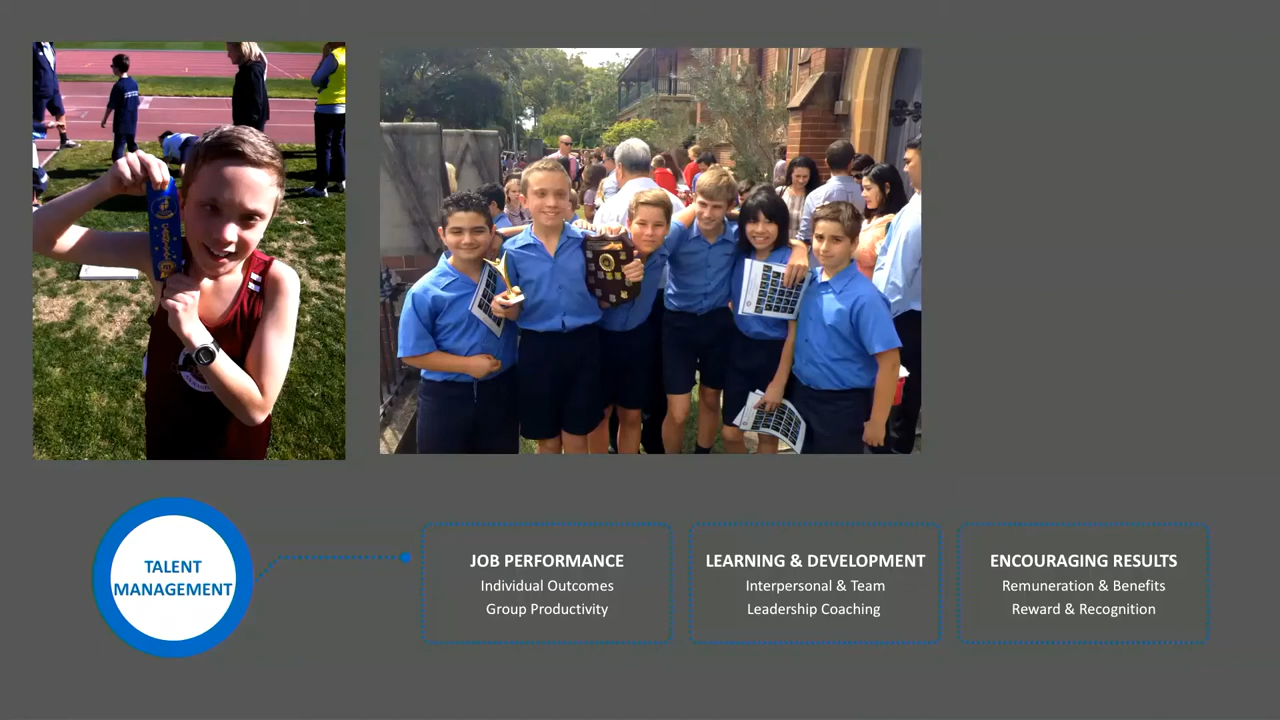 TALENT
MANAGEMENT
JOB PERFORMANCE
Individual Outcomes
Group Productivity
LEARNING & DEVELOPMENT
Interpersonal & Team
Leadership Coaching
ENCOURAGING RESULTS
Remuneration & Benefits
Reward & Recognition